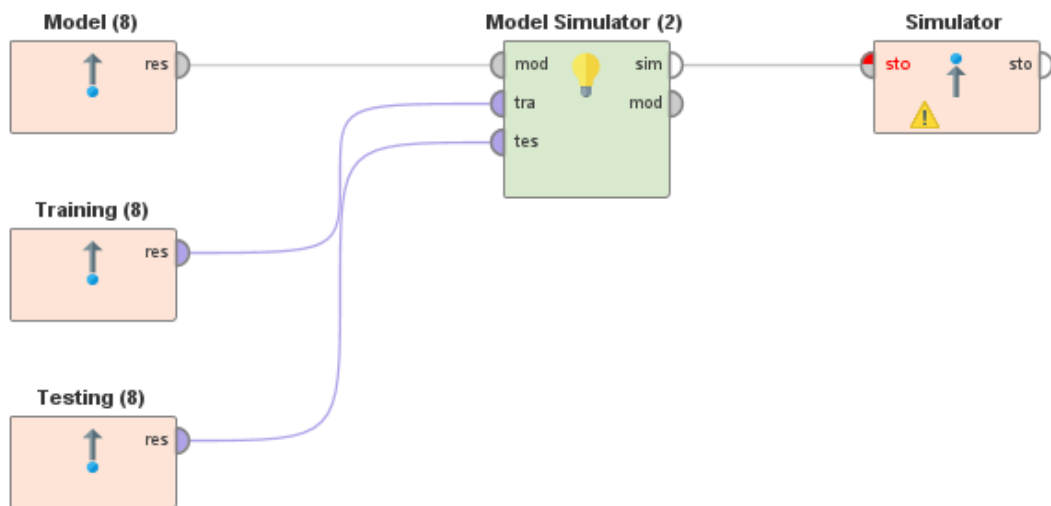 Model (8)
res
Model Simulator (2)
mod
sim
tra
mod
tes
Simulator
sto
sto
Training (8)
res
Testing (8)
res